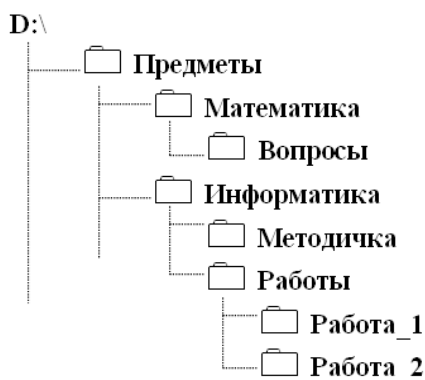 D:\
Предметы
Математика
Вопросы
Информатика
Методичка
Работы
Работа_1
Работа_2